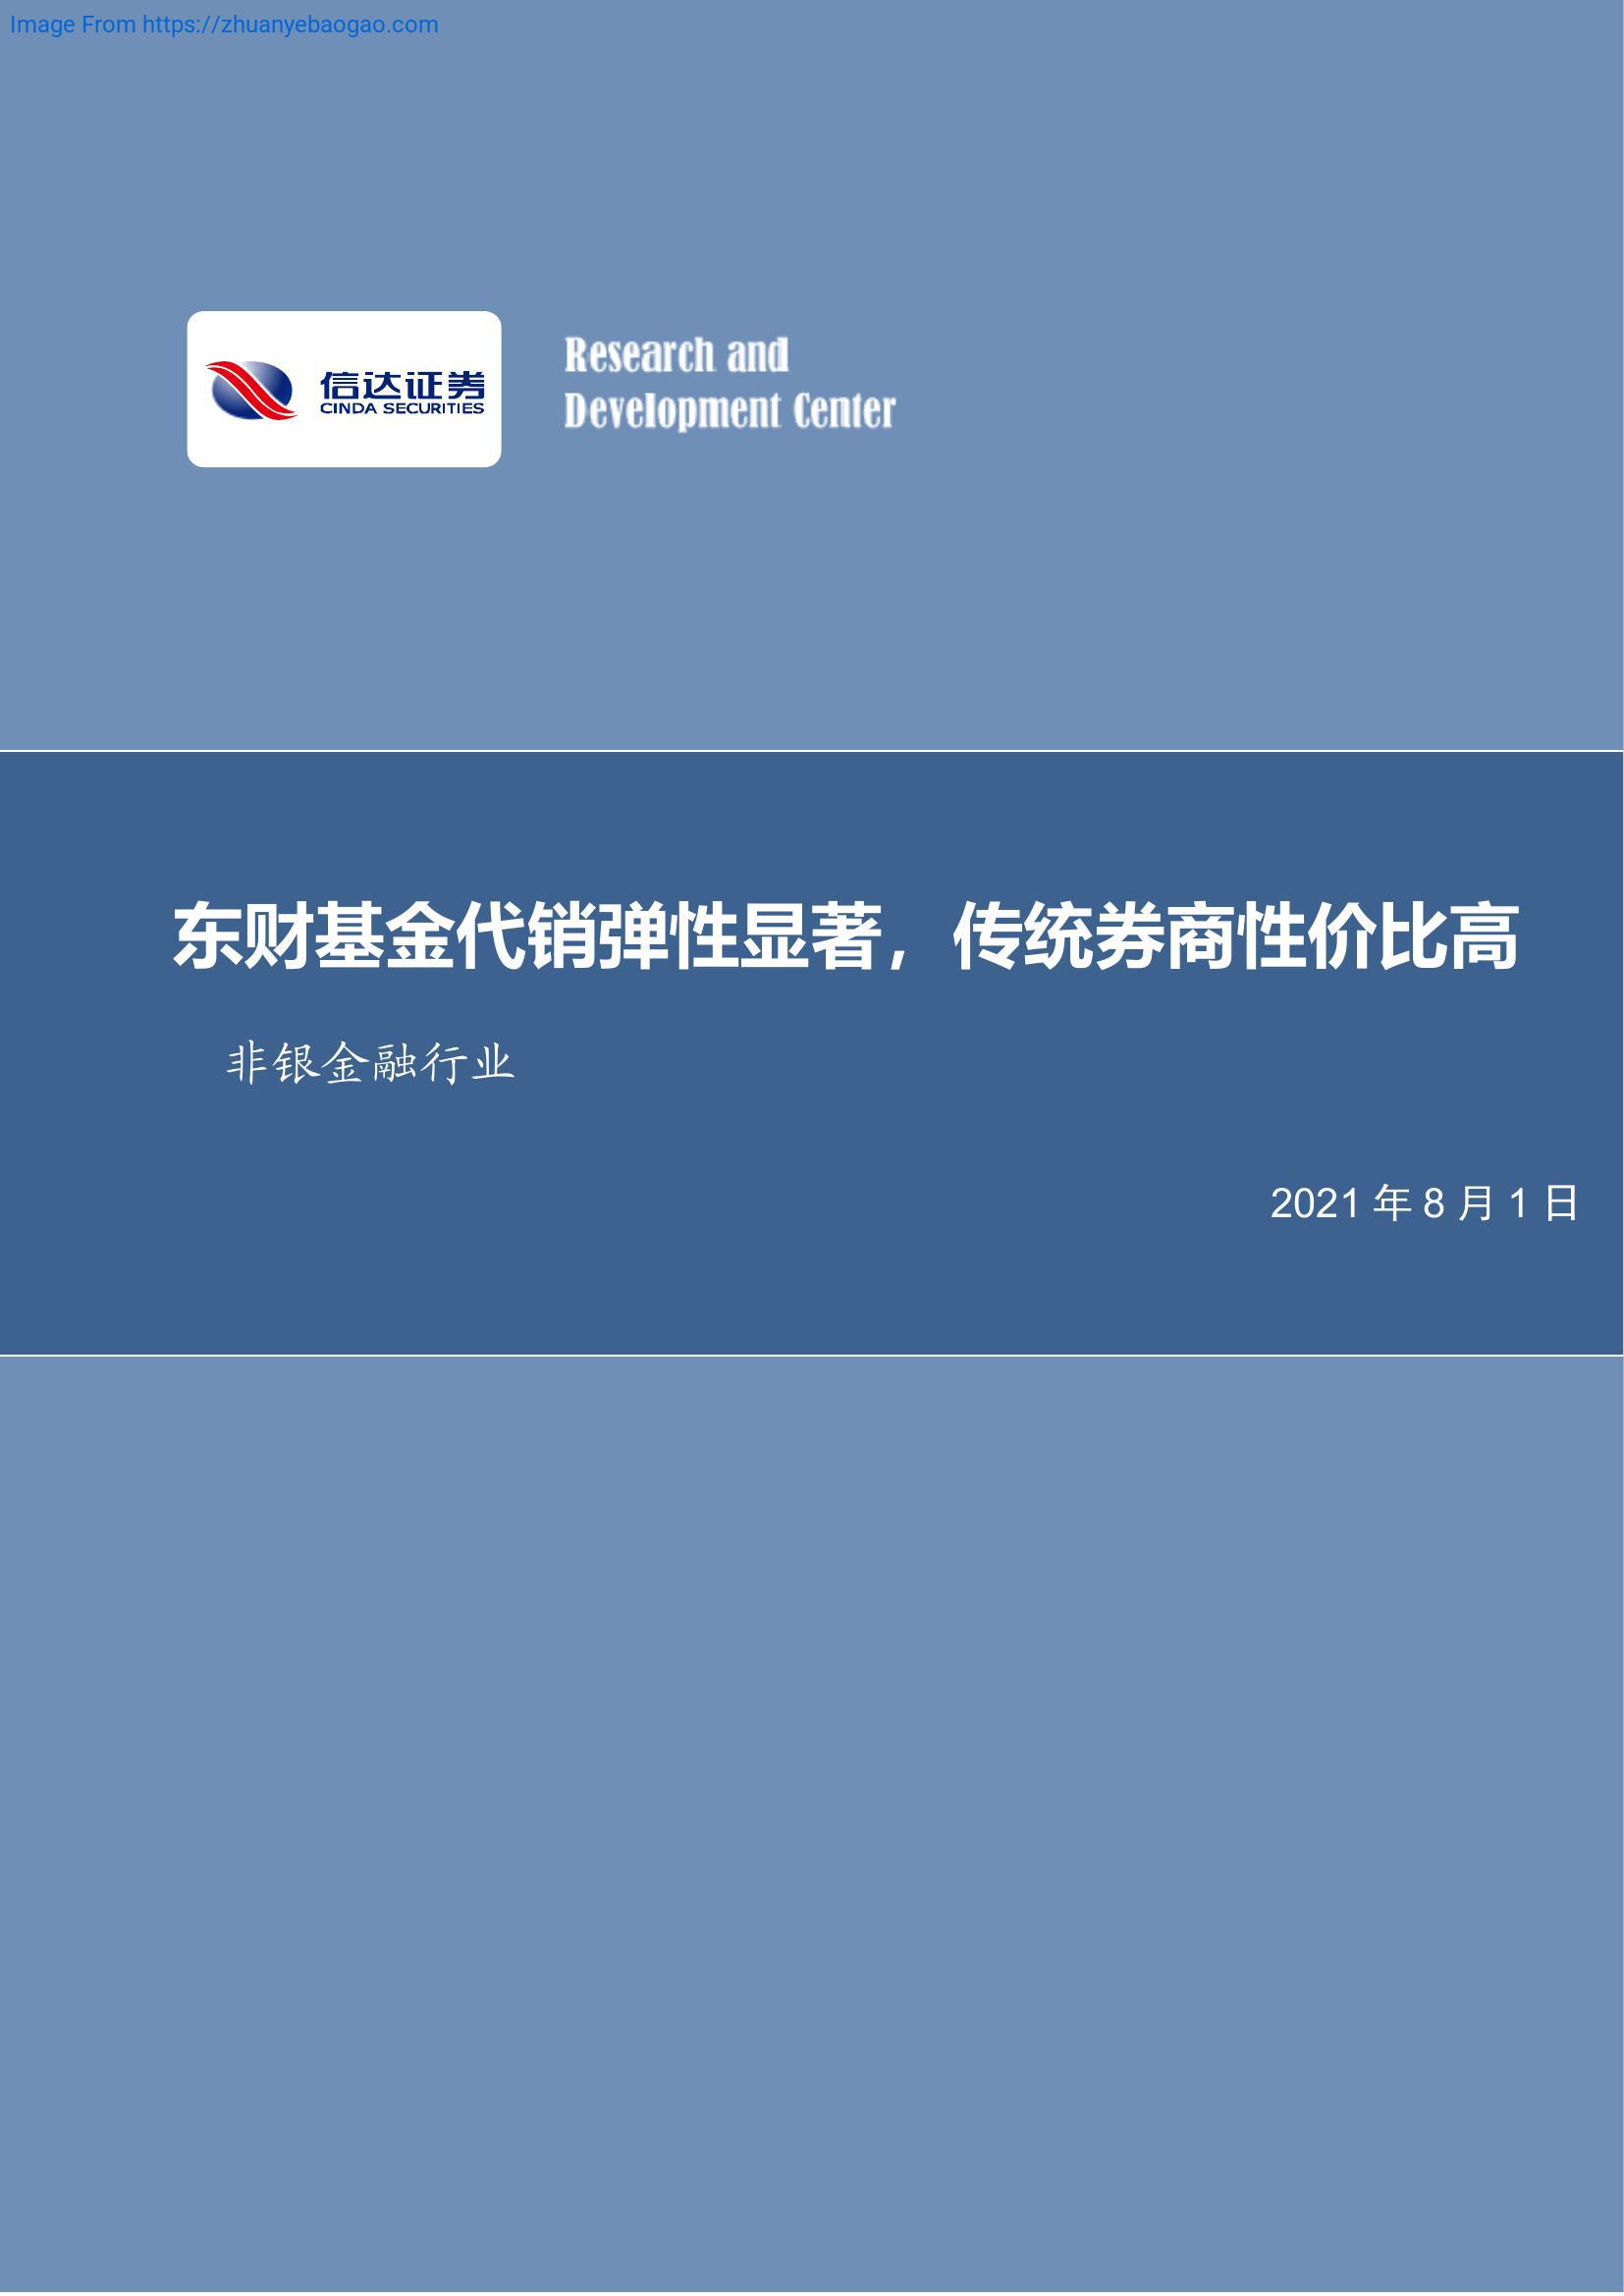 Image From https://zhuanyebaogao.com
信达证券
CINDA SECURITIES
Research and
Development Center
东财基金代销弹性显著，传统券商性价比高
非银金融行业
2021 年 8 月 1 日